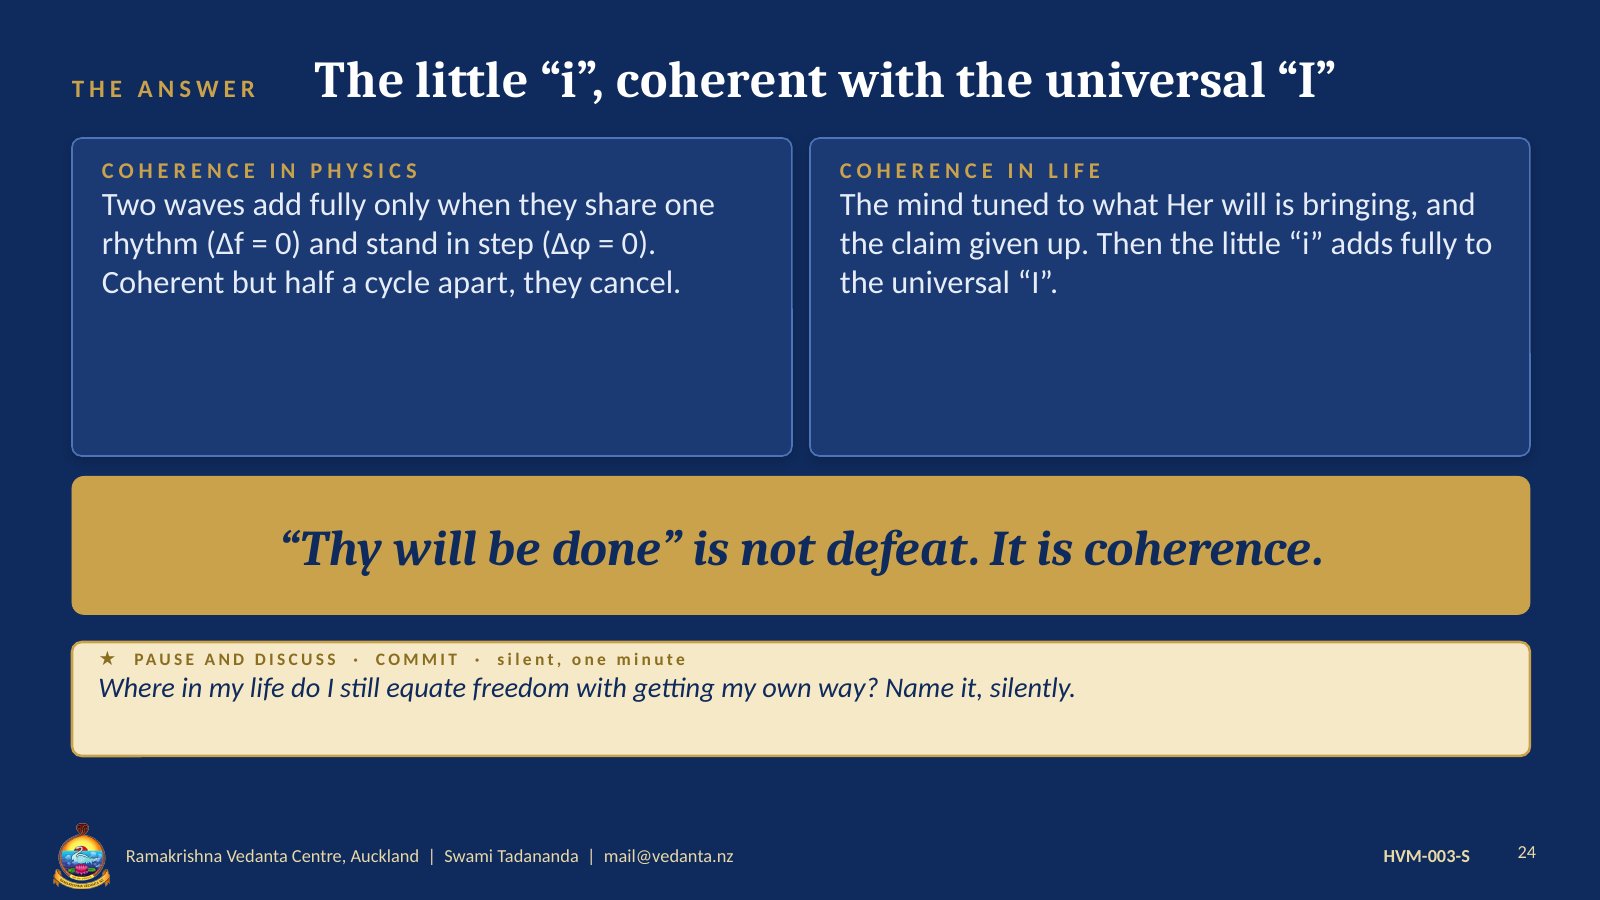 THE ANSWER
The little “i”, coherent with the universal “I”
COHERENCE IN PHYSICS
Two waves add fully only when they share one
rhythm (Δf = 0) and stand in step (Δφ = 0).
Coherent but half a cycle apart, they cancel.
COHERENCE IN LIFE
The mind tuned to what Her will is bringing, and
the claim given up. Then the little “i” adds fully to
the universal “I”.
“Thy will be done” is not defeat. It is coherence.
★ PAUSE AND DISCUSS · COMMIT · silent, one minute
Where in my life do I still equate freedom with getting my own way? Name it, silently.
Ramakrishna Vedanta Centre, Auckland | Swami Tadananda | mail@vedanta.nz
HVM-003-S
24